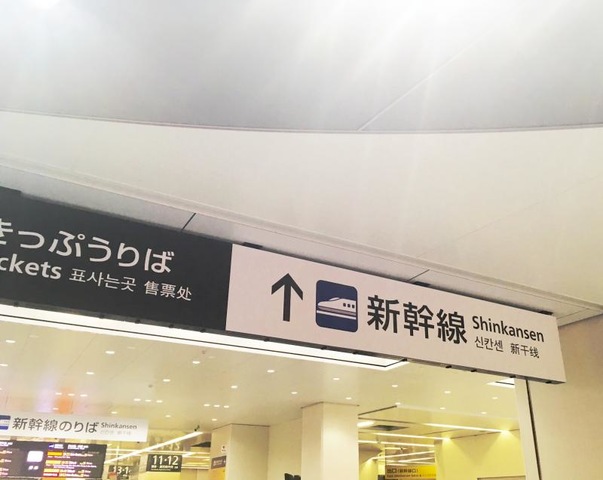 きっぷうりば
ckets 표사는곳 售票处
新幹線 Shinkansen
신칸센 新干线
新幹線のりば Shinkansen
11·12